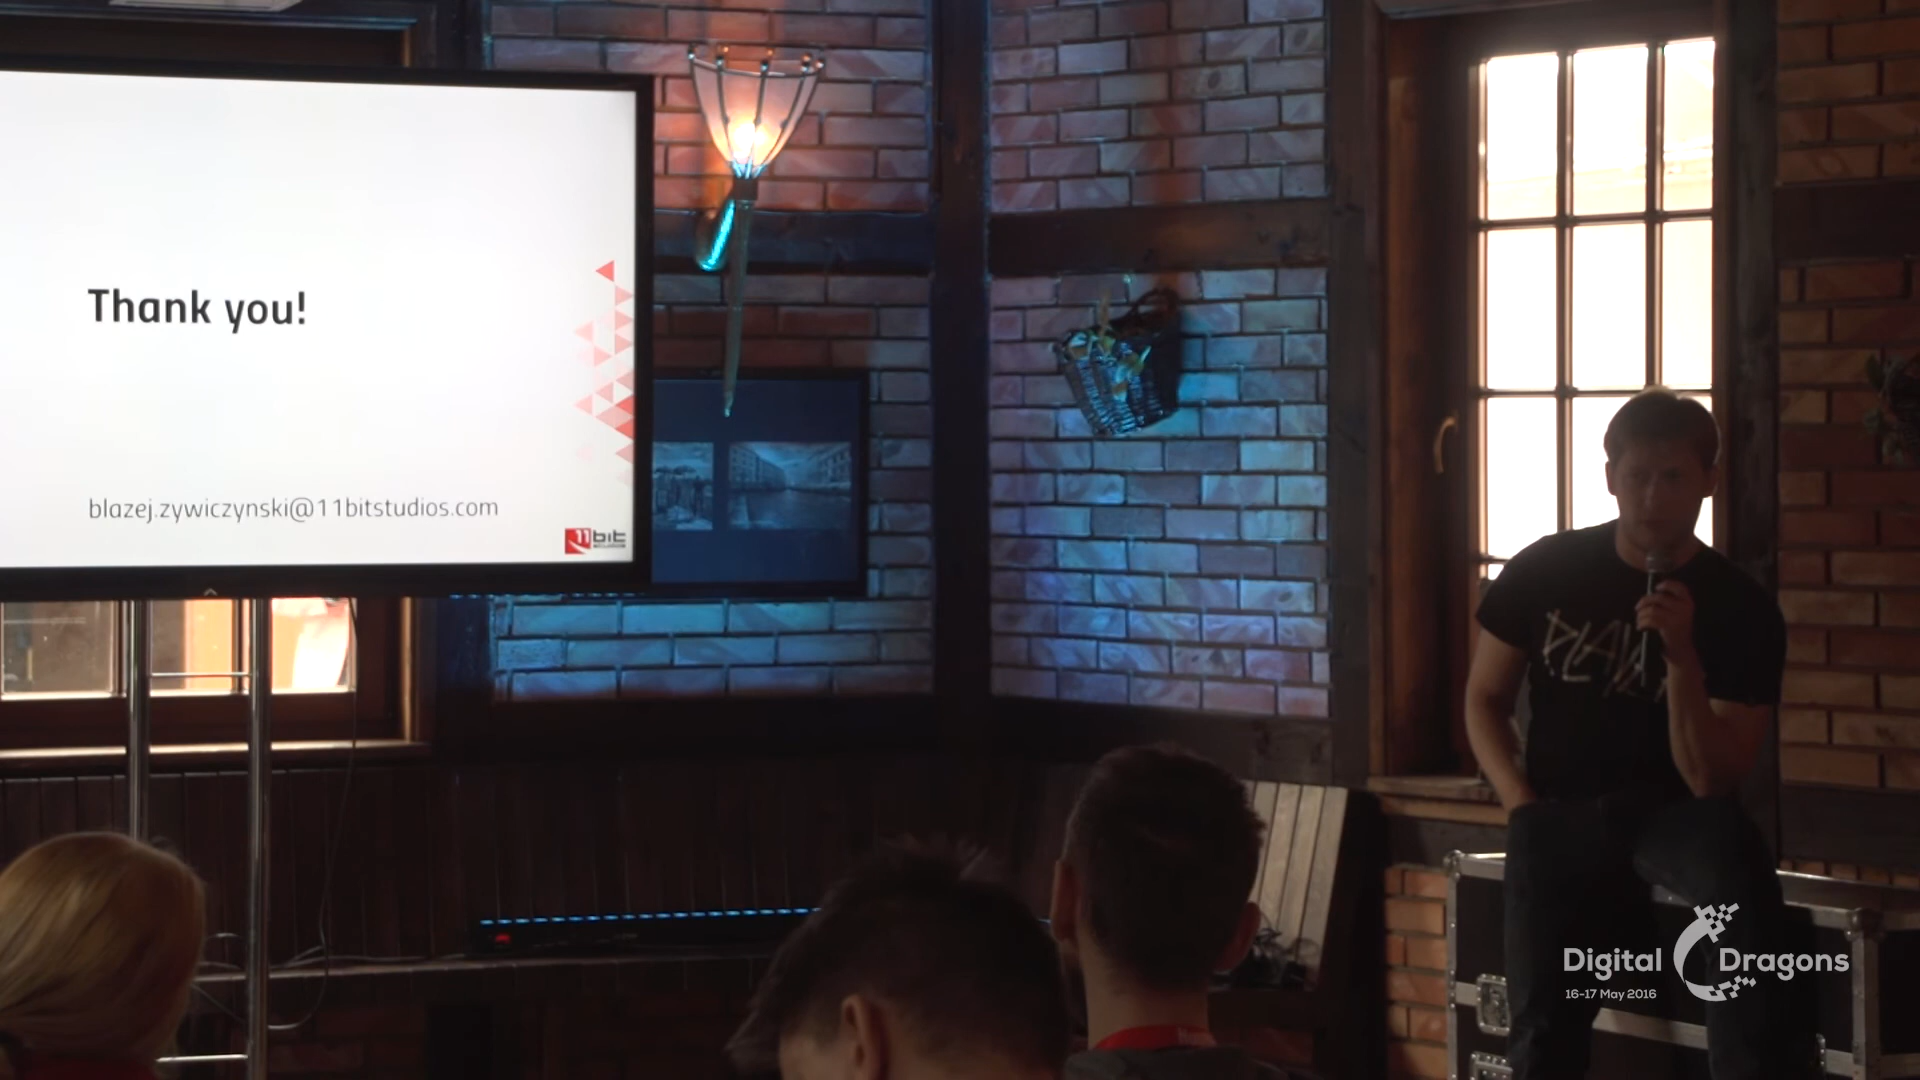 Thank you!
blazej.zywiczynski@11bitstudios.com
11bit
Digital Dragons
16-17 May 2016